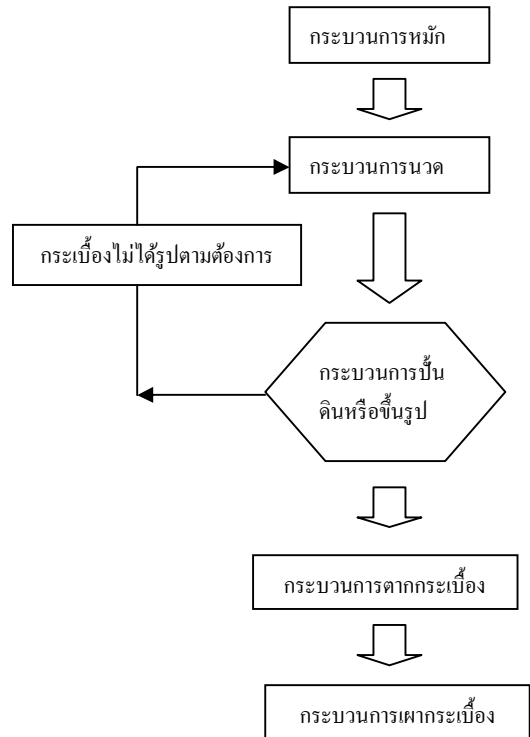 กระบวนการหมัก
กระบวนการนวด
กระเบื้องไม่ได้รูปตามต้องการ
กระบวนการปั้น
ดินหรือขึ้นรูป
กระบวนการตากกระเบื้อง
กระบวนการเผากระเบื้อง